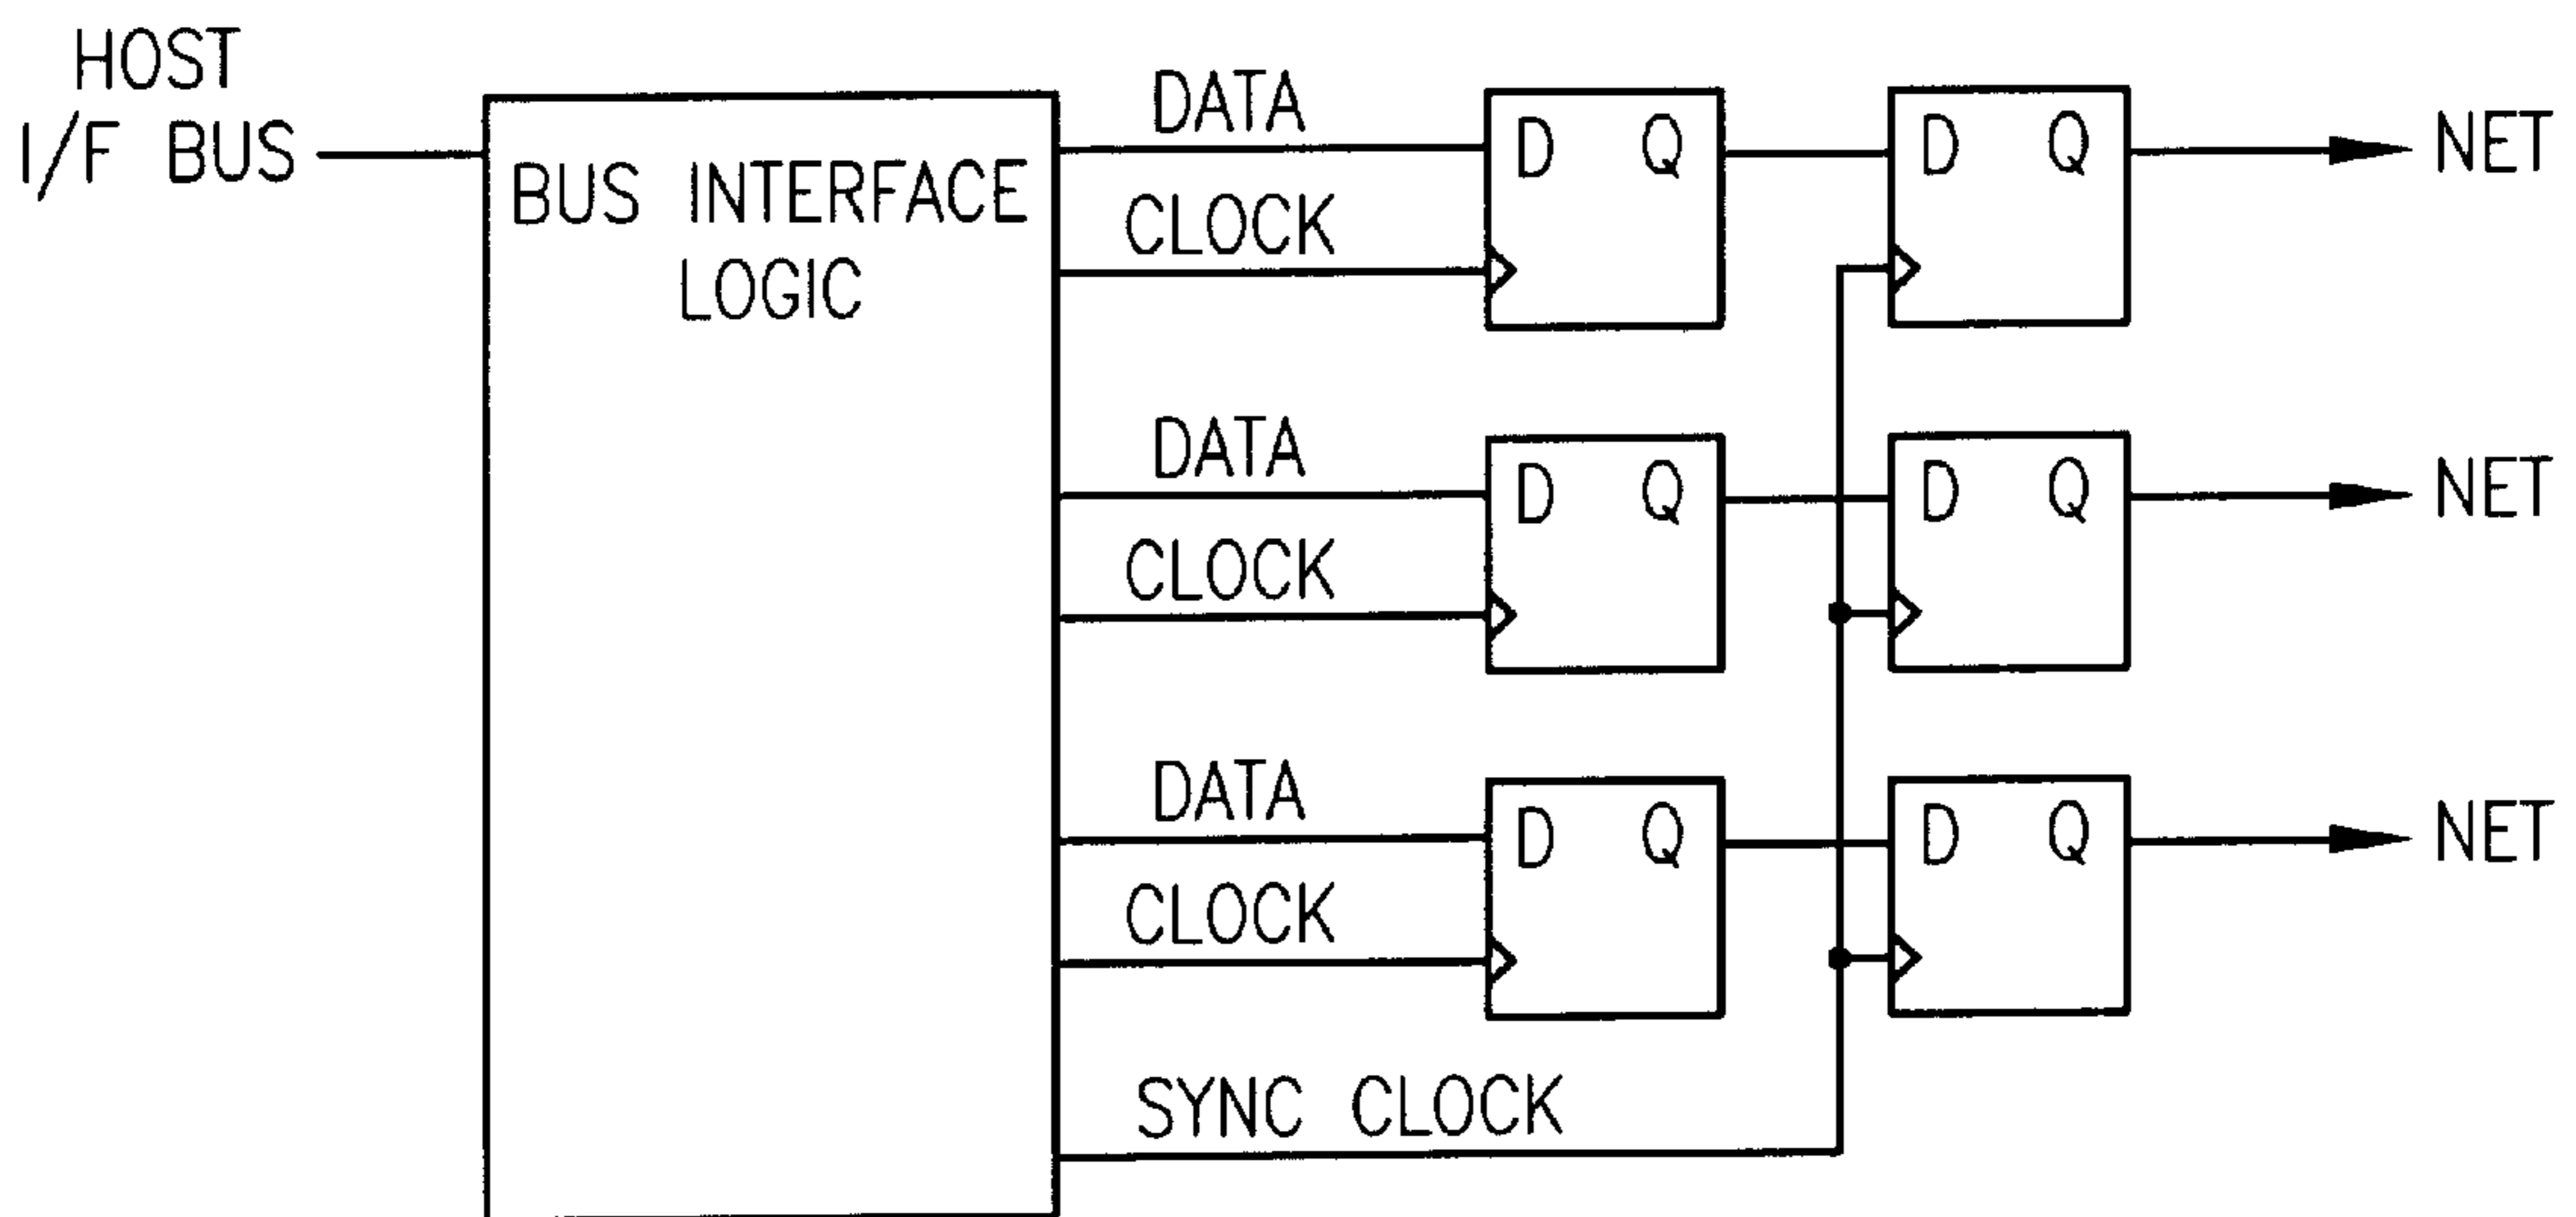 HOST
I/F BUS
BUS INTERFACE
LOGIC
DATA
CLOCK
D Q
D Q
NET
DATA
CLOCK
D Q
D Q
NET
DATA
CLOCK
D Q
D Q
NET
SYNC CLOCK